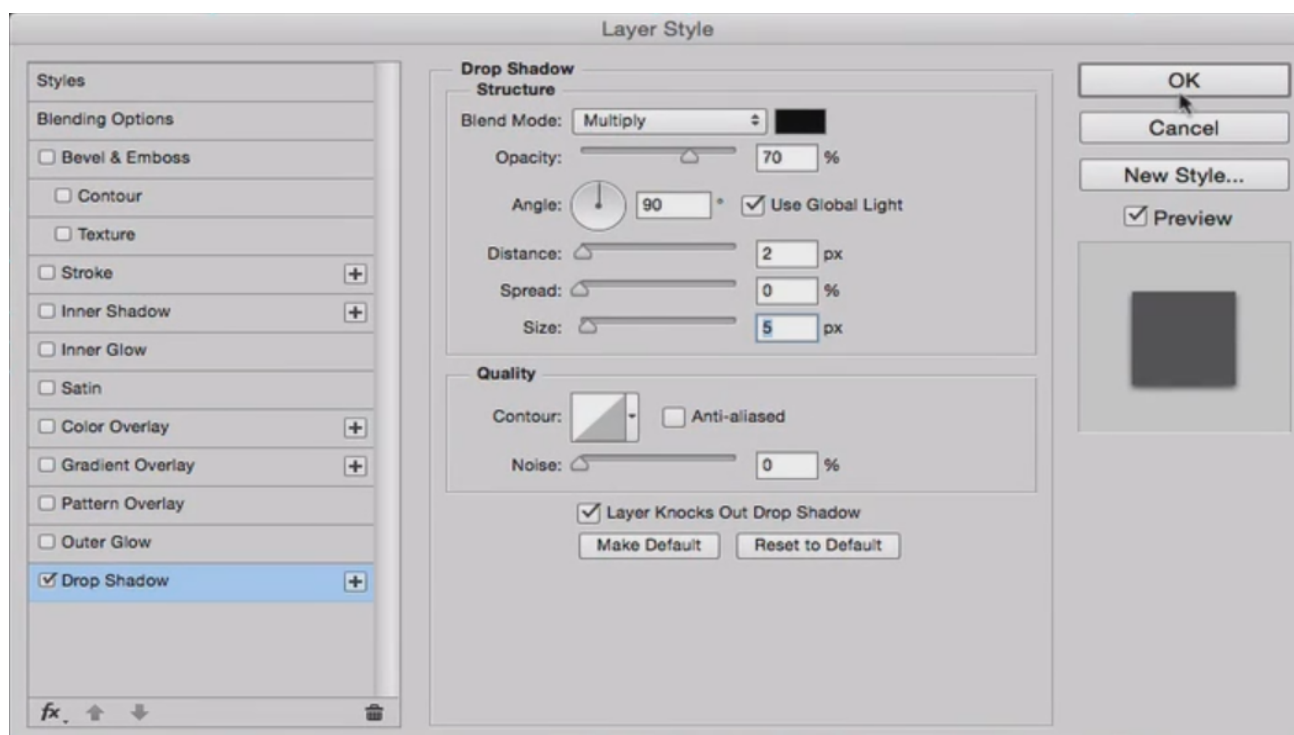 Layer Style
Styles
Blending Options
Bevel & Emboss
Contour
Texture
Stroke
Inner Shadow
Inner Glow
Satin
Color Overlay
Gradient Overlay
Pattern Overlay
Outer Glow
Drop Shadow
fx.
Drop Shadow
Structure
Blend Mode: Multiply
Opacity: 70 %
Angle: 90 ° Use Global Light
Distance: 2 px
Spread: 0 %
Size: 5 px
Quality
Contour: Anti-aliased
Noise: 0 %
Layer Knocks Out Drop Shadow
Make Default Reset to Default
OK
Cancel
New Style...
Preview